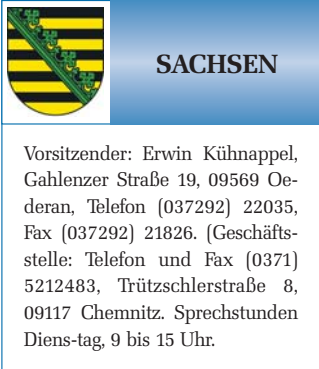 SACHSEN
Vorsitzender: Erwin Kühnappel,
Gahlenzer Straße 19, 09569 Oe-
deran, Telefon (037292) 22035,
Fax (037292) 21826. (Geschäfts-
stelle: Telefon und Fax (0371)
5212483, Trützschlerstraße 8,
09117 Chemnitz. Sprechstunden
Diens-tag, 9 bis 15 Uhr.